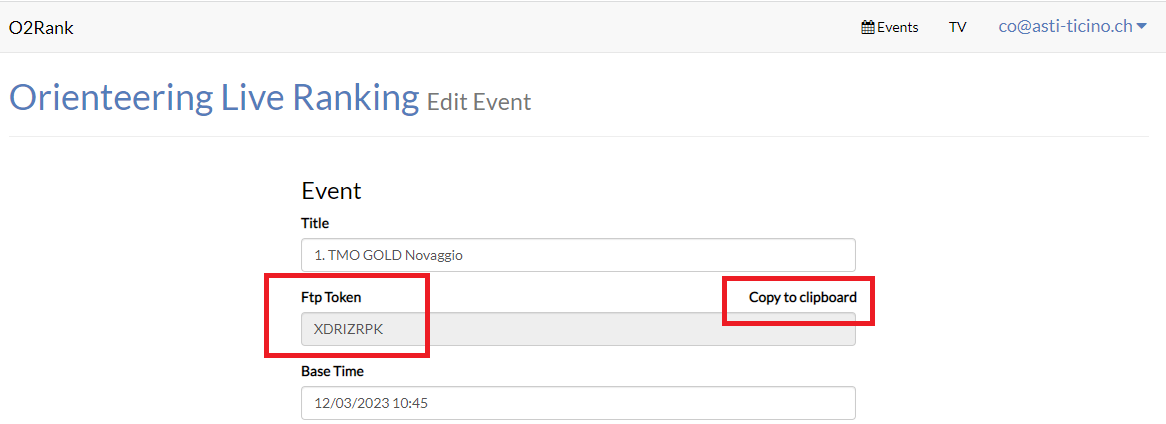 O2Rank Events TV co@asti-ticino.ch
Orienteering Live Ranking Edit Event
Event
Title
1. TMO GOLD Novaggio
Ftp Token Copy to clipboard
XDRIZRPK
Base Time
12/03/2023 10:45